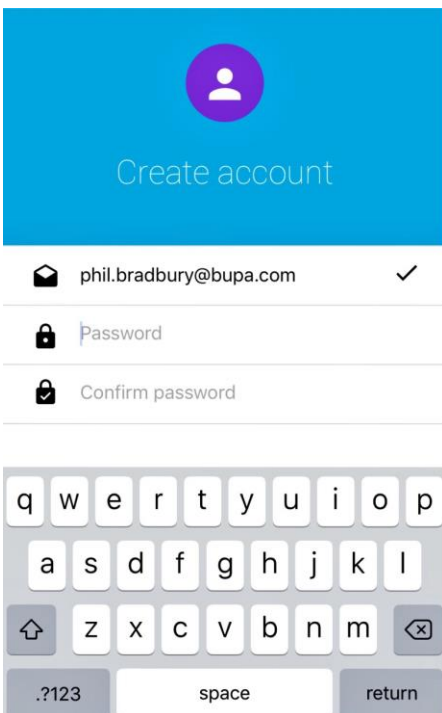 Create account
phil.bradbury@bupa.com
Password
Confirm password
q w e r t y u i o p
a s d f g h j k l
z x c v b n m
.?123 space return